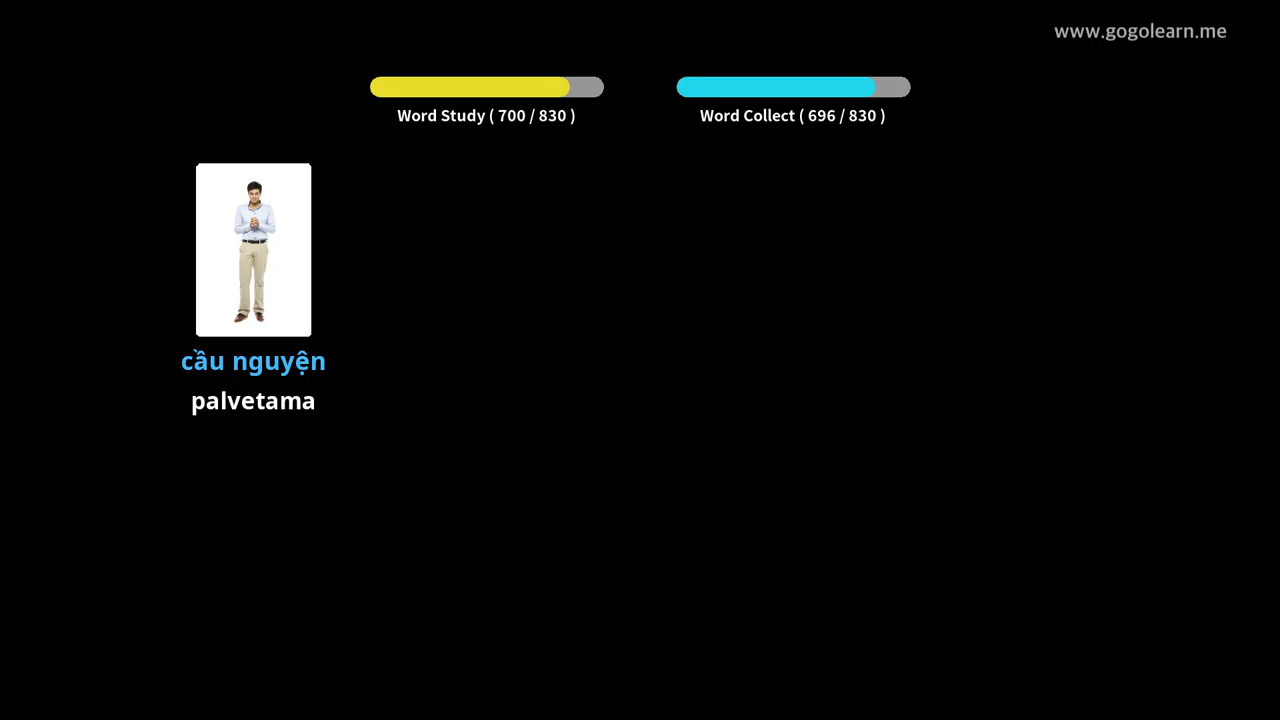 www.gogolearn.me
Word Study ( 700 / 830 )
Word Collect ( 696 / 830 )
cầu nguyện
palvetama